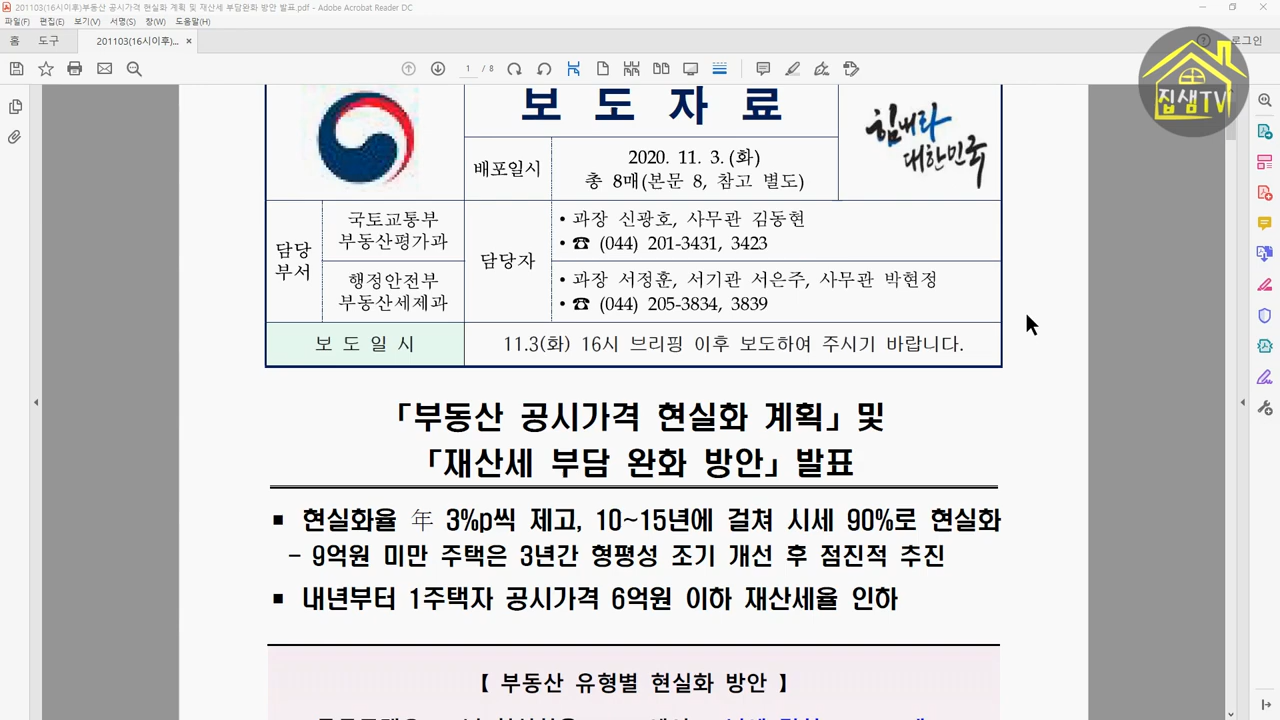 201103(16시이후)부동산 공시가격 현실화 계획 및 재산세 부담완화 방안 발표.pdf - Adobe Acrobat Reader DC
파일(F) 편집(E) 보기(V) 서명(S) 창(W) 도움말(H)
홈 도구 201103(16시이후)... × 로그인
/ 8
집샘TV
보 도 자 료
힘내라
대한민국
배포일시
2020. 11. 3.(화)
총 8매(본문 8, 참고 별도)
담당
부서
국토교통부
부동산평가과
담당자
• 과장 신광호, 사무관 김동현
• ☎ (044) 201-3431, 3423
행정안전부
부동산세제과
• 과장 서정훈, 서기관 서은주, 사무관 박현정
• ☎ (044) 205-3834, 3839
보 도 일 시
11.3(화) 16시 브리핑 이후 보도하여 주시기 바랍니다.
「부동산 공시가격 현실화 계획」 및
「재산세 부담 완화 방안」 발표
▪ 현실화율 年 3%p씩 제고, 10~15년에 걸쳐 시세 90%로 현실화
- 9억원 미만 주택은 3년간 형평성 조기 개선 후 점진적 추진
▪ 내년부터 1주택자 공시가격 6억원 이하 재산세율 인하
【 부동산 유형별 현실화 방안 】